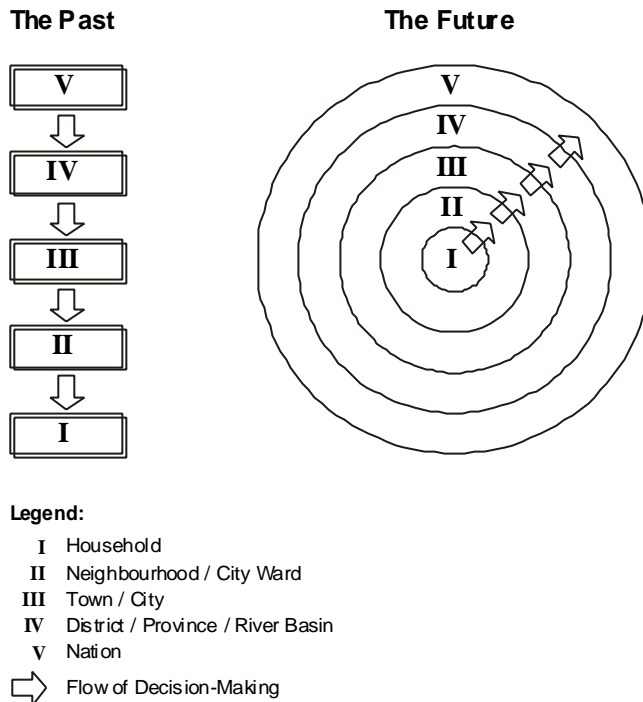 The Past
The Future
V
IV
III
II
I
V
IV
III
II
I
Legend:
I Household
II Neighbourhood / City Ward
III Town / City
IV District / Province / River Basin
V Nation
Flow of Decision-Making